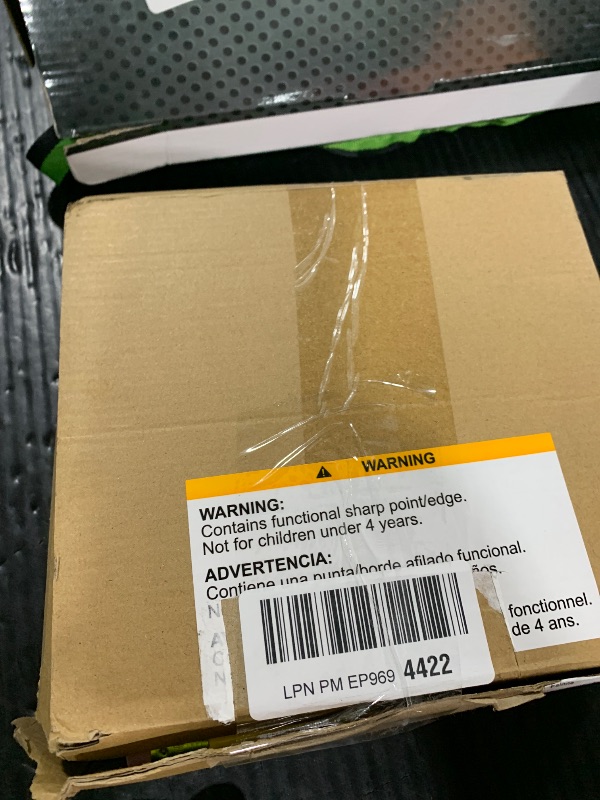 WARNING
WARNING:
Contains functional sharp point/edge.
Not for children under 4 years.
ADVERTENCIA:
Contiene una punta/borde afilado funcional.
N
fonctionnel.
A
de 4 ans.
C
N
LPN PM EP969 4422